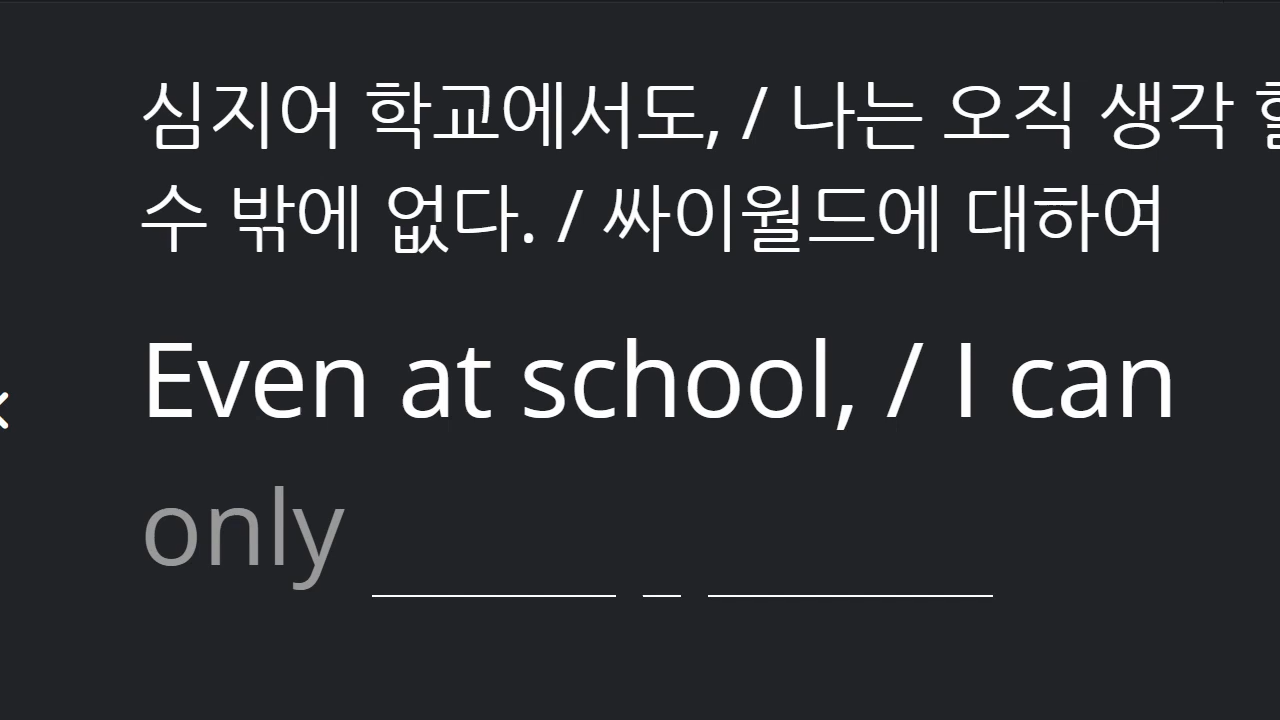 심지어 학교에서도, / 나는 오직 생각
수 밖에 없다. / 싸이월드에 대하여
Even at school, / I can
only